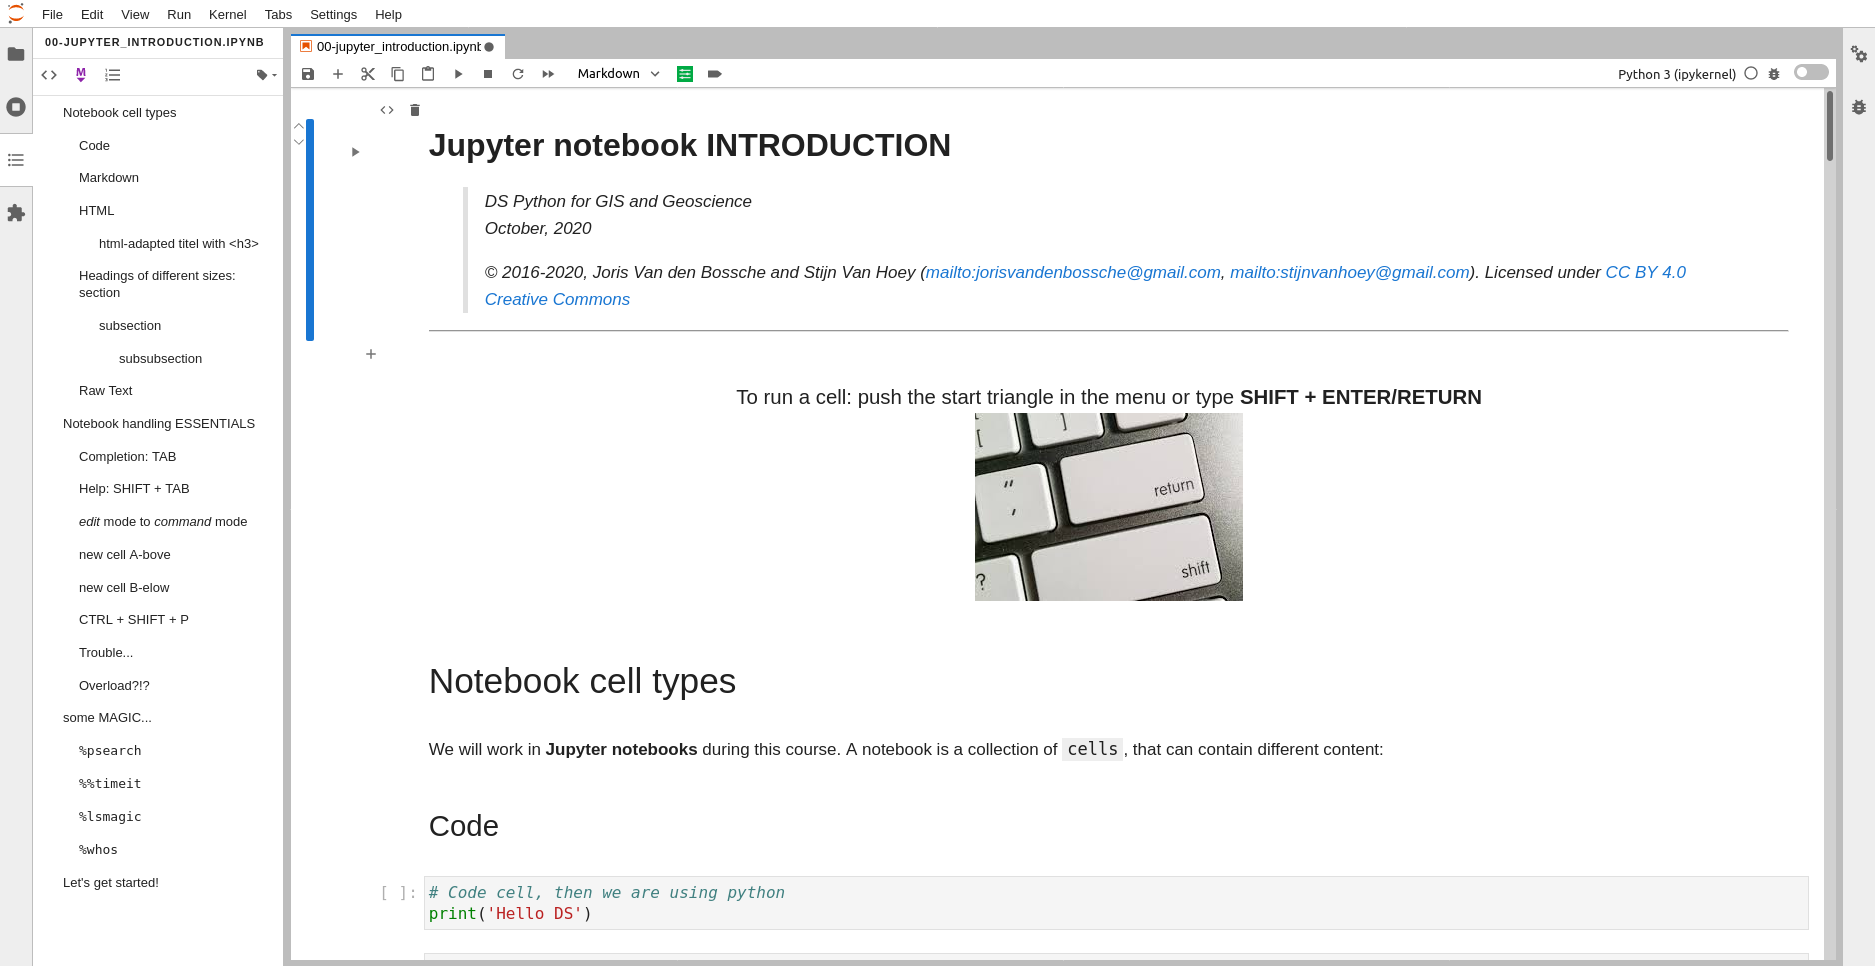 File Edit View Run Kernel Tabs Settings Help
00-JUPYTER_INTRODUCTION.IPYNB
M
Notebook cell types
Code
Markdown
HTML
html-adapted titel with <h3>
Headings of different sizes:
section
subsection
subsubsection
Raw Text
Notebook handling ESSENTIALS
Completion: TAB
Help: SHIFT + TAB
edit mode to command mode
new cell A-bove
new cell B-elow
CTRL + SHIFT + P
Trouble...
Overload?!?
some MAGIC...
%psearch
%%timeit
%lsmagic
%whos
Let's get started!
00-jupyter_introduction.ipynb
Markdown
Python 3 (ipykernel)
Jupyter notebook INTRODUCTION
DS Python for GIS and Geoscience
October, 2020
© 2016-2020, Joris Van den Bossche and Stijn Van Hoey (mailto:jorisvandenbossche@gmail.com, mailto:stijnvanhoey@gmail.com). Licensed under CC BY 4.0
Creative Commons
To run a cell: push the start triangle in the menu or type SHIFT + ENTER/RETURN
[ ]
" ,
return
?
shift
Notebook cell types
We will work in Jupyter notebooks during this course. A notebook is a collection of cells, that can contain different content:
Code
[ ]: # Code cell, then we are using python
print('Hello DS')